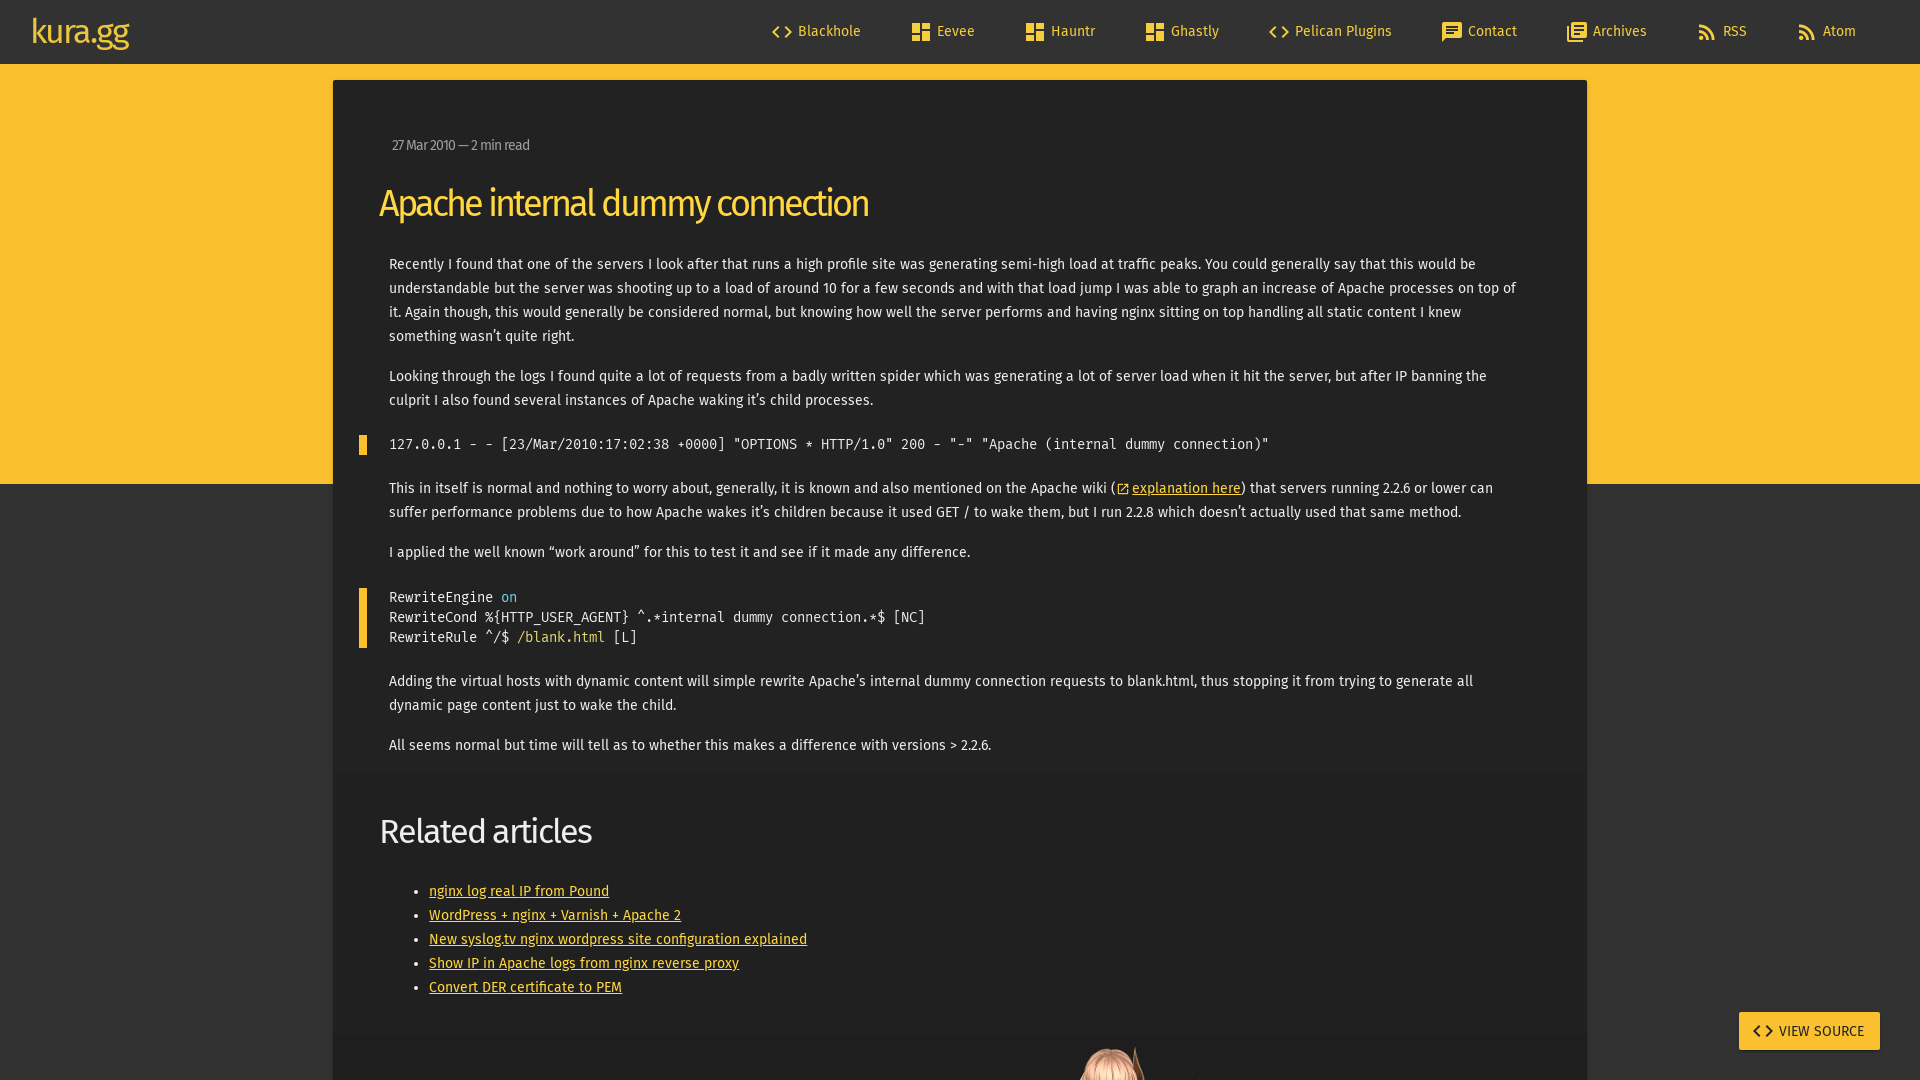 kura.gg
Blackhole
Eevee
Hauntr
Ghastly
Pelican Plugins
Contact
Archives
RSS
Atom
27 Mar 2010 — 2 min read
Apache internal dummy connection
Recently I found that one of the servers I look after that runs a high profile site was generating semi-high load at traffic peaks. You could generally say that this would be
understandable but the server was shooting up to a load of around 10 for a few seconds and with that load jump I was able to graph an increase of Apache processes on top of
it. Again though, this would generally be considered normal, but knowing how well the server performs and having nginx sitting on top handling all static content I knew
something wasn’t quite right.
Looking through the logs I found quite a lot of requests from a badly written spider which was generating a lot of server load when it hit the server, but after IP banning the
culprit I also found several instances of Apache waking it’s child processes.
127.0.0.1 - - [23/Mar/2010:17:02:38 +0000] "OPTIONS * HTTP/1.0" 200 - "-" "Apache (internal dummy connection)"
This in itself is normal and nothing to worry about, generally, it is known and also mentioned on the Apache wiki (explanation here) that servers running 2.2.6 or lower can
suffer performance problems due to how Apache wakes it’s children because it used GET / to wake them, but I run 2.2.8 which doesn’t actually used that same method.
I applied the well known “work around” for this to test it and see if it made any difference.
RewriteEngine on
RewriteCond %{HTTP_USER_AGENT} ^.*internal dummy connection.*$ [NC]
RewriteRule ^/$ /blank.html [L]
Adding the virtual hosts with dynamic content will simple rewrite Apache’s internal dummy connection requests to blank.html, thus stopping it from trying to generate all
dynamic page content just to wake the child.
All seems normal but time will tell as to whether this makes a difference with versions > 2.2.6.
Related articles
nginx log real IP from Pound
WordPress + nginx + Varnish + Apache 2
New syslog.tv nginx wordpress site configuration explained
Show IP in Apache logs from nginx reverse proxy
Convert DER certificate to PEM
VIEW SOURCE